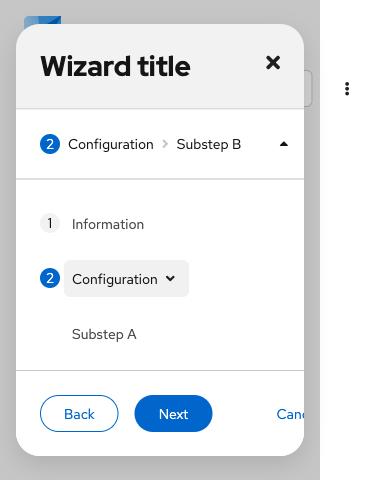 Wizard title
2 Configuration Substep B
1 Information
2 Configuration
Substep A
Back Next